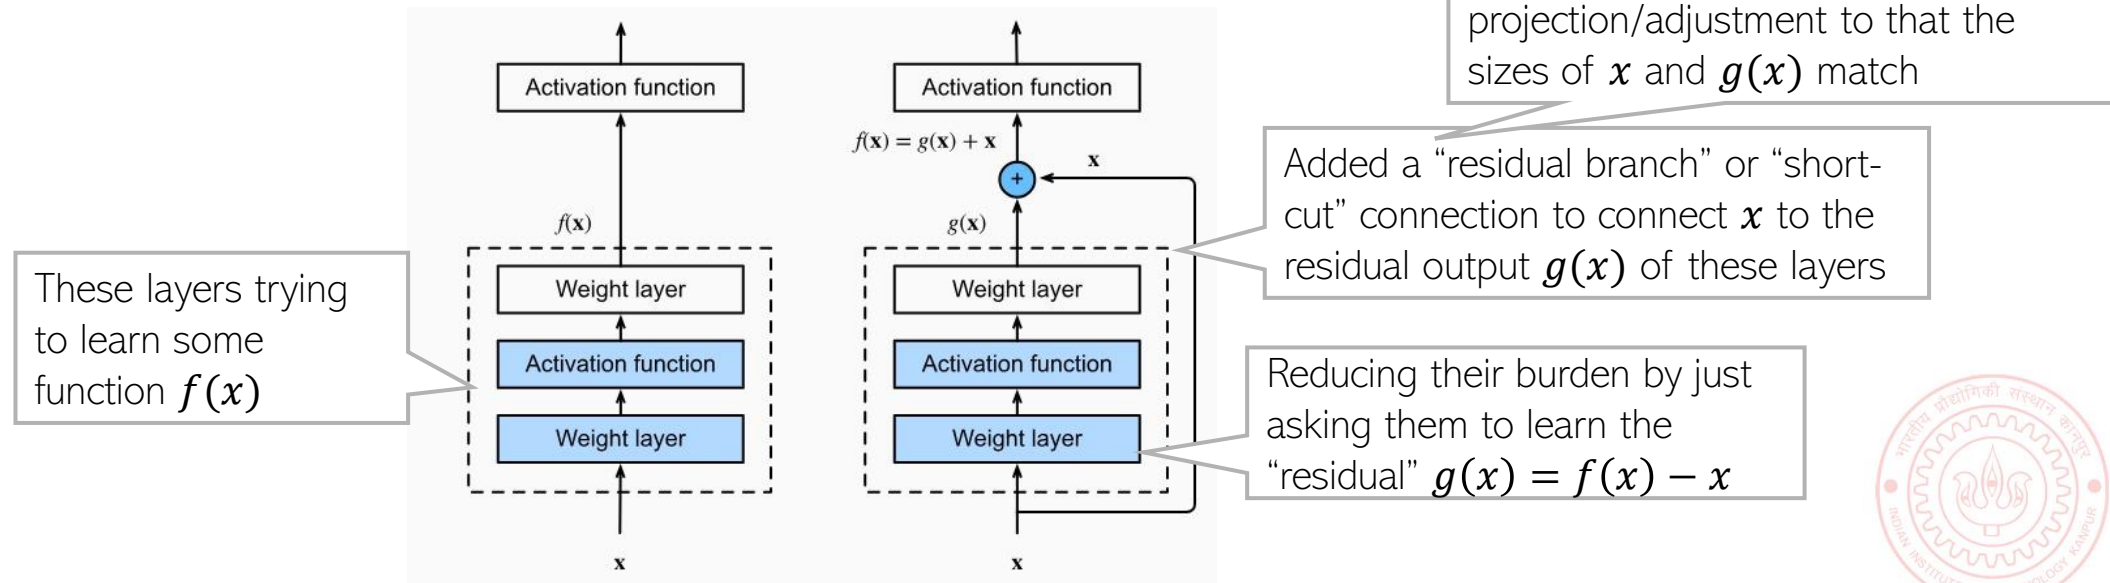 projection/adjustment to that the
sizes of x and g(x) match
Activation function
Activation function
f(x) = g(x) + x
x
+
Added a “residual branch” or “short-
cut” connection to connect x to the
residual output g(x) of these layers
f(x)
g(x)
These layers trying
to learn some
function f(x)
Weight layer
Activation function
Weight layer
x
Weight layer
Activation function
Weight layer
x
Reducing their burden by just
asking them to learn the
“residual” g(x) = f(x) − x
भारतीय प्रौद्योगिकी संस्थान कानपुर